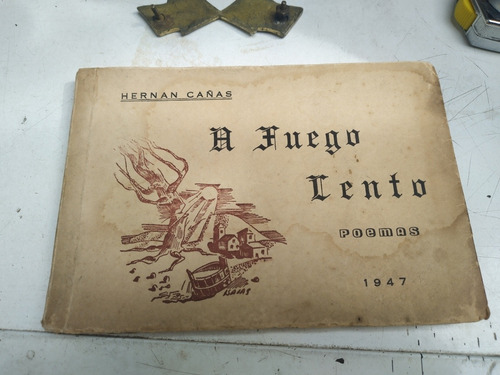 HERNAN CAÑAS
A Fuego
Lento
POEMAS
1947